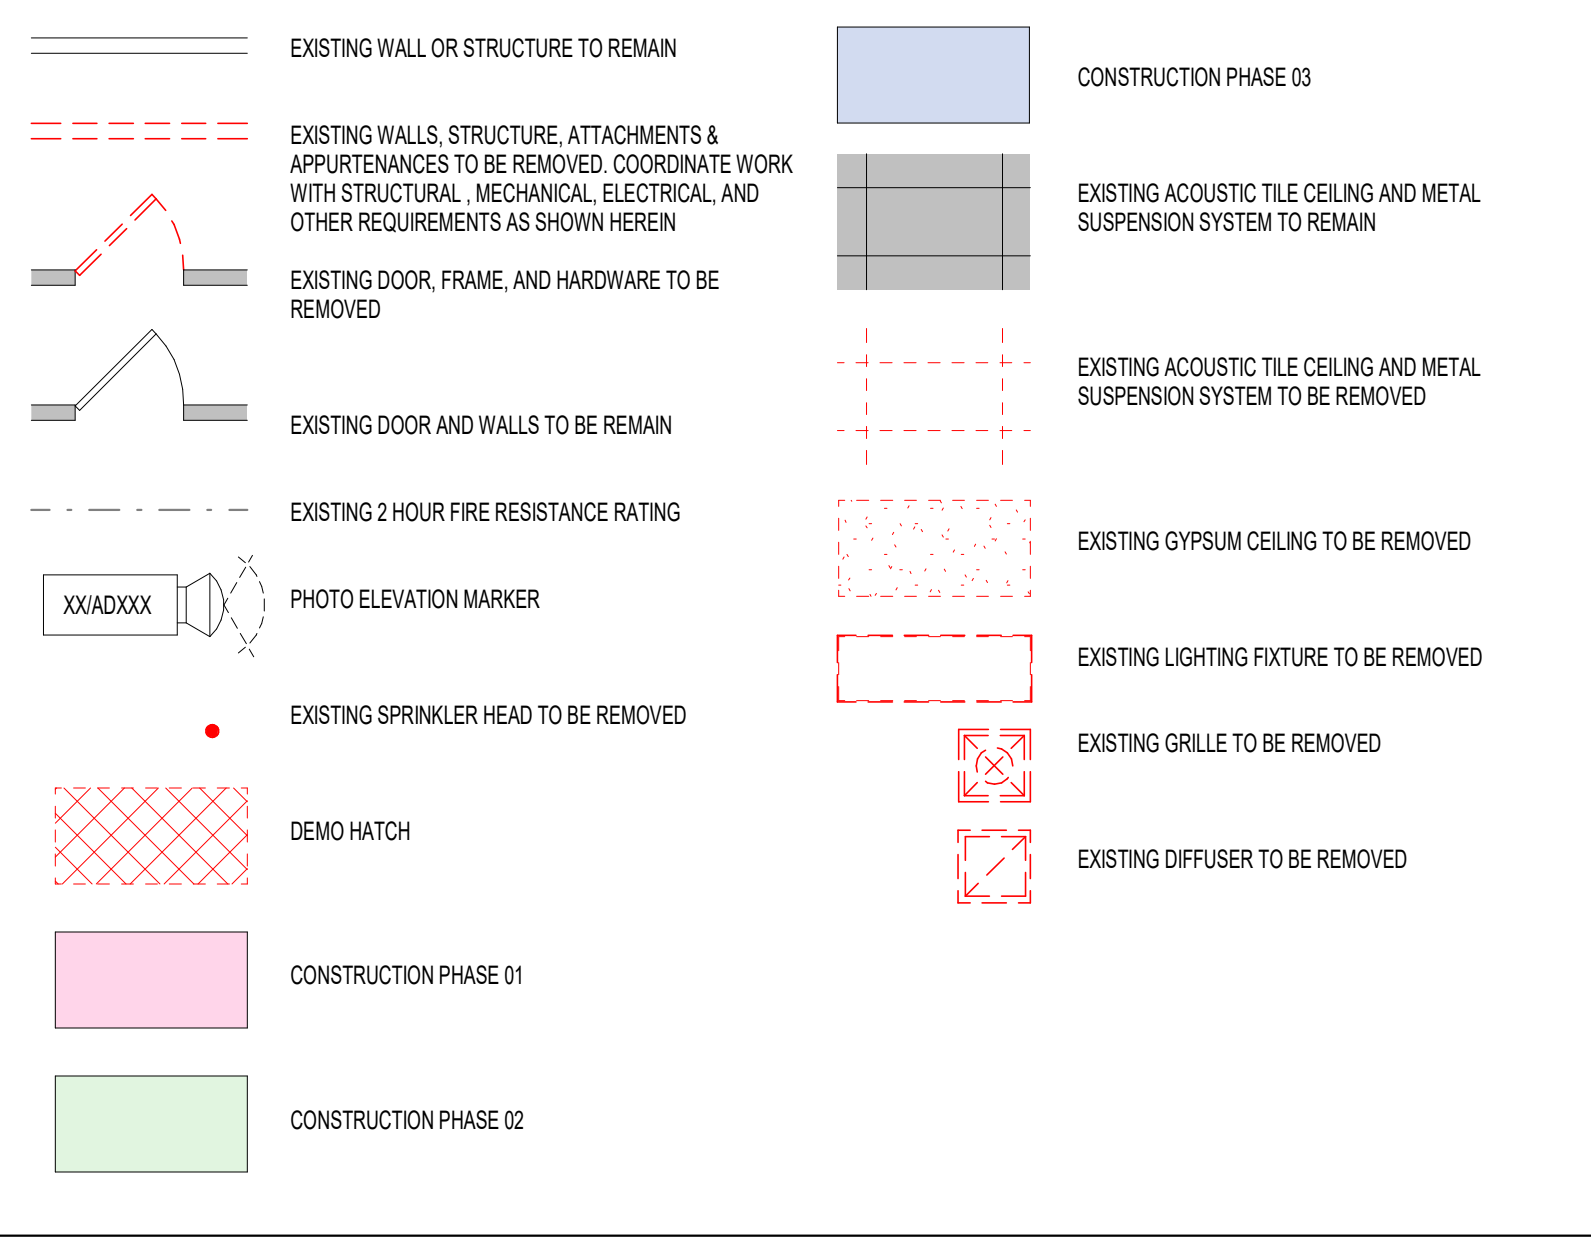 EXISTING WALL OR STRUCTURE TO REMAIN
EXISTING WALLS, STRUCTURE, ATTACHMENTS &
APPURTENANCES TO BE REMOVED. COORDINATE WORK
WITH STRUCTURAL , MECHANICAL, ELECTRICAL, AND
OTHER REQUIREMENTS AS SHOWN HEREIN
EXISTING DOOR, FRAME, AND HARDWARE TO BE
REMOVED
EXISTING DOOR AND WALLS TO BE REMAIN
EXISTING 2 HOUR FIRE RESISTANCE RATING
XX/ADXXX
PHOTO ELEVATION MARKER
EXISTING SPRINKLER HEAD TO BE REMOVED
DEMO HATCH
CONSTRUCTION PHASE 01
CONSTRUCTION PHASE 02
CONSTRUCTION PHASE 03
EXISTING ACOUSTIC TILE CEILING AND METAL
SUSPENSION SYSTEM TO REMAIN
EXISTING ACOUSTIC TILE CEILING AND METAL
SUSPENSION SYSTEM TO BE REMOVED
EXISTING GYPSUM CEILING TO BE REMOVED
EXISTING LIGHTING FIXTURE TO BE REMOVED
EXISTING GRILLE TO BE REMOVED
EXISTING DIFFUSER TO BE REMOVED